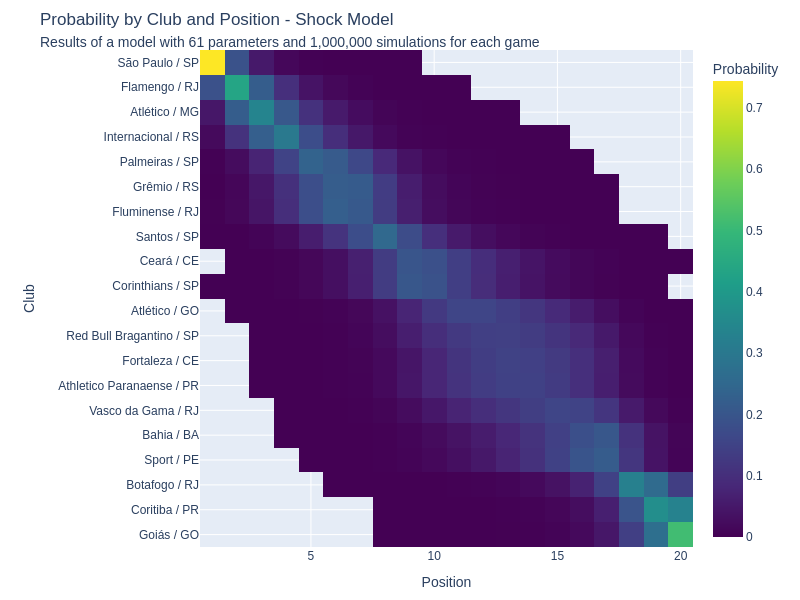 Probability by Club and Position - Shock Model
Results of a model with 61 parameters and 1,000,000 simulations for each game
Probability
São Paulo / SP
Flamengo / RJ
Atlético / MG
Internacional / RS
Palmeiras / SP
Grêmio / RS
Fluminense / RJ
Santos / SP
Ceará / CE
Corinthians / SP
Atlético / GO
Red Bull Bragantino / SP
Fortaleza / CE
Athletico Paranaense / PR
Vasco da Gama / RJ
Bahia / BA
Sport / PE
Botafogo / RJ
Coritiba / PR
Goiás / GO
Club
0.7
0.6
0.5
0.4
0.3
0.2
0.1
0
5 10 15 20
Position